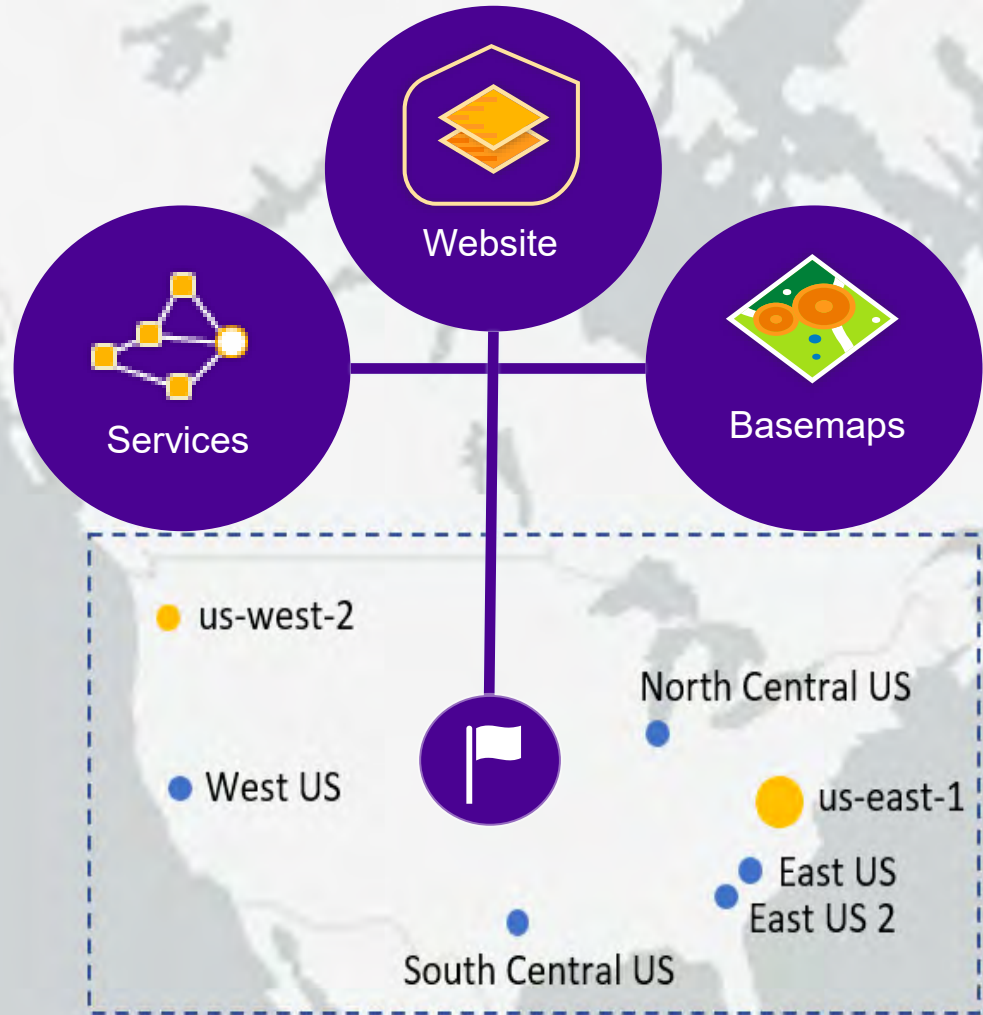 Website
Services
Basemaps
us-west-2
North Central US
West US
us-east-1
East US
East US 2
South Central US